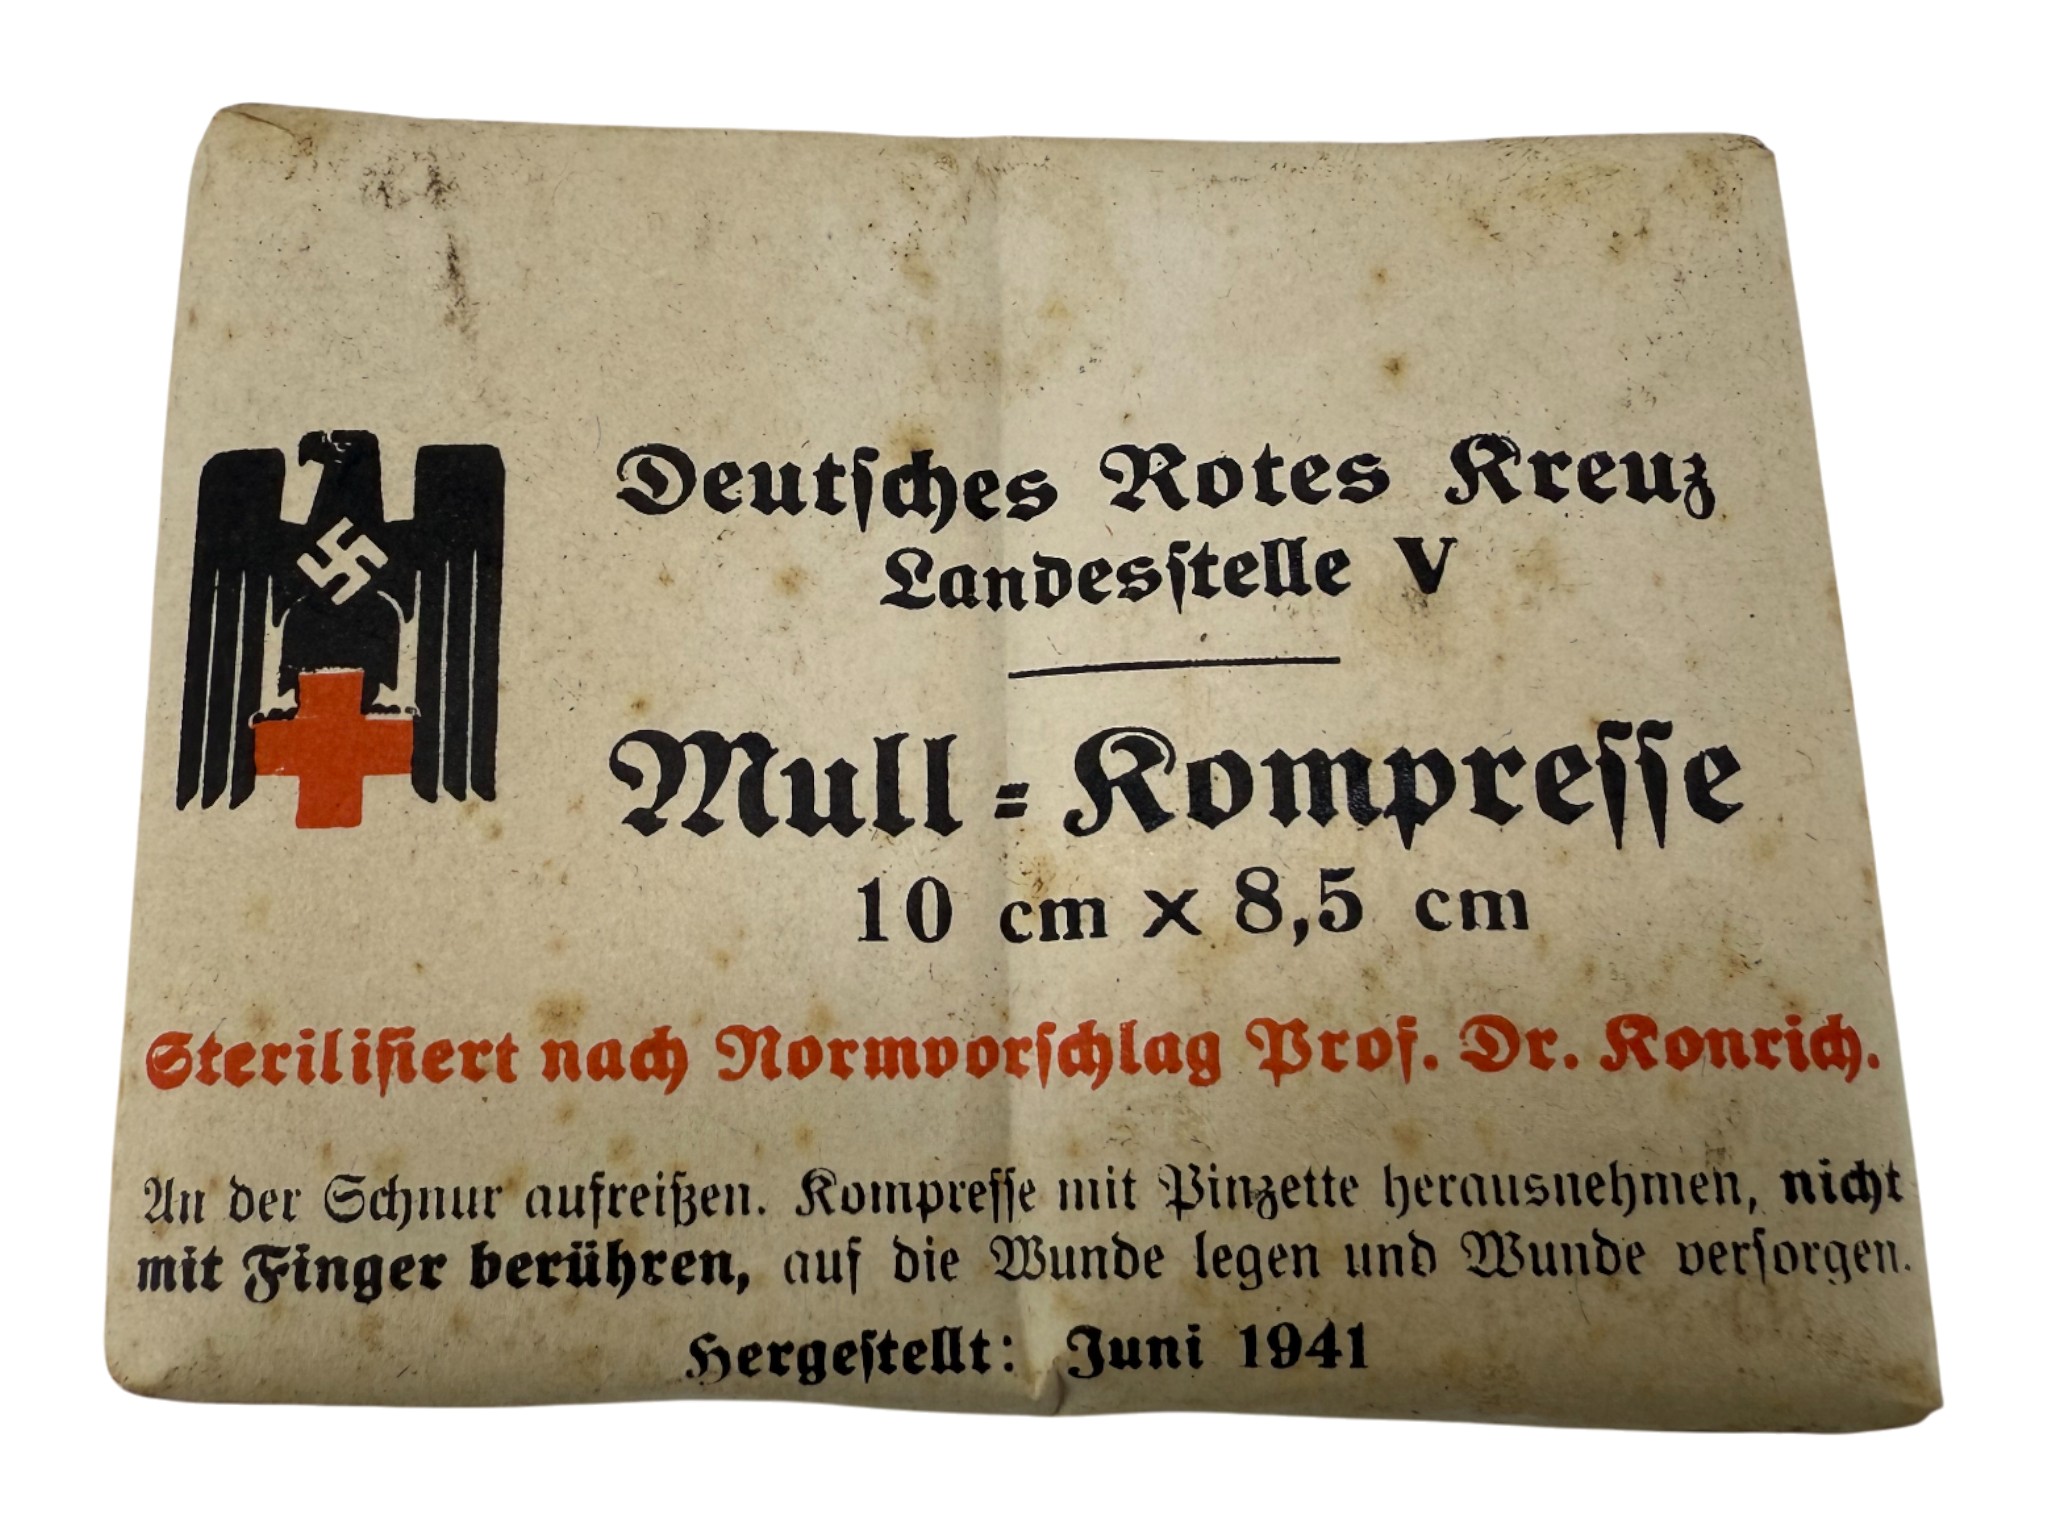 Deutſches Rotes Kreuz
Landesſtelle V
Mull=Kompreſſe
10 cm x 8,5 cm
Steriliſiert nach Normvorſchlag Prof. Dr. Konrich.
An der Schnur aufreißen. Kompreſſe mit Pinzette herausnehmen, nicht
mit Finger berühren, auf die Wunde legen und Wunde verſorgen.
Hergeſtellt: Juni 1941